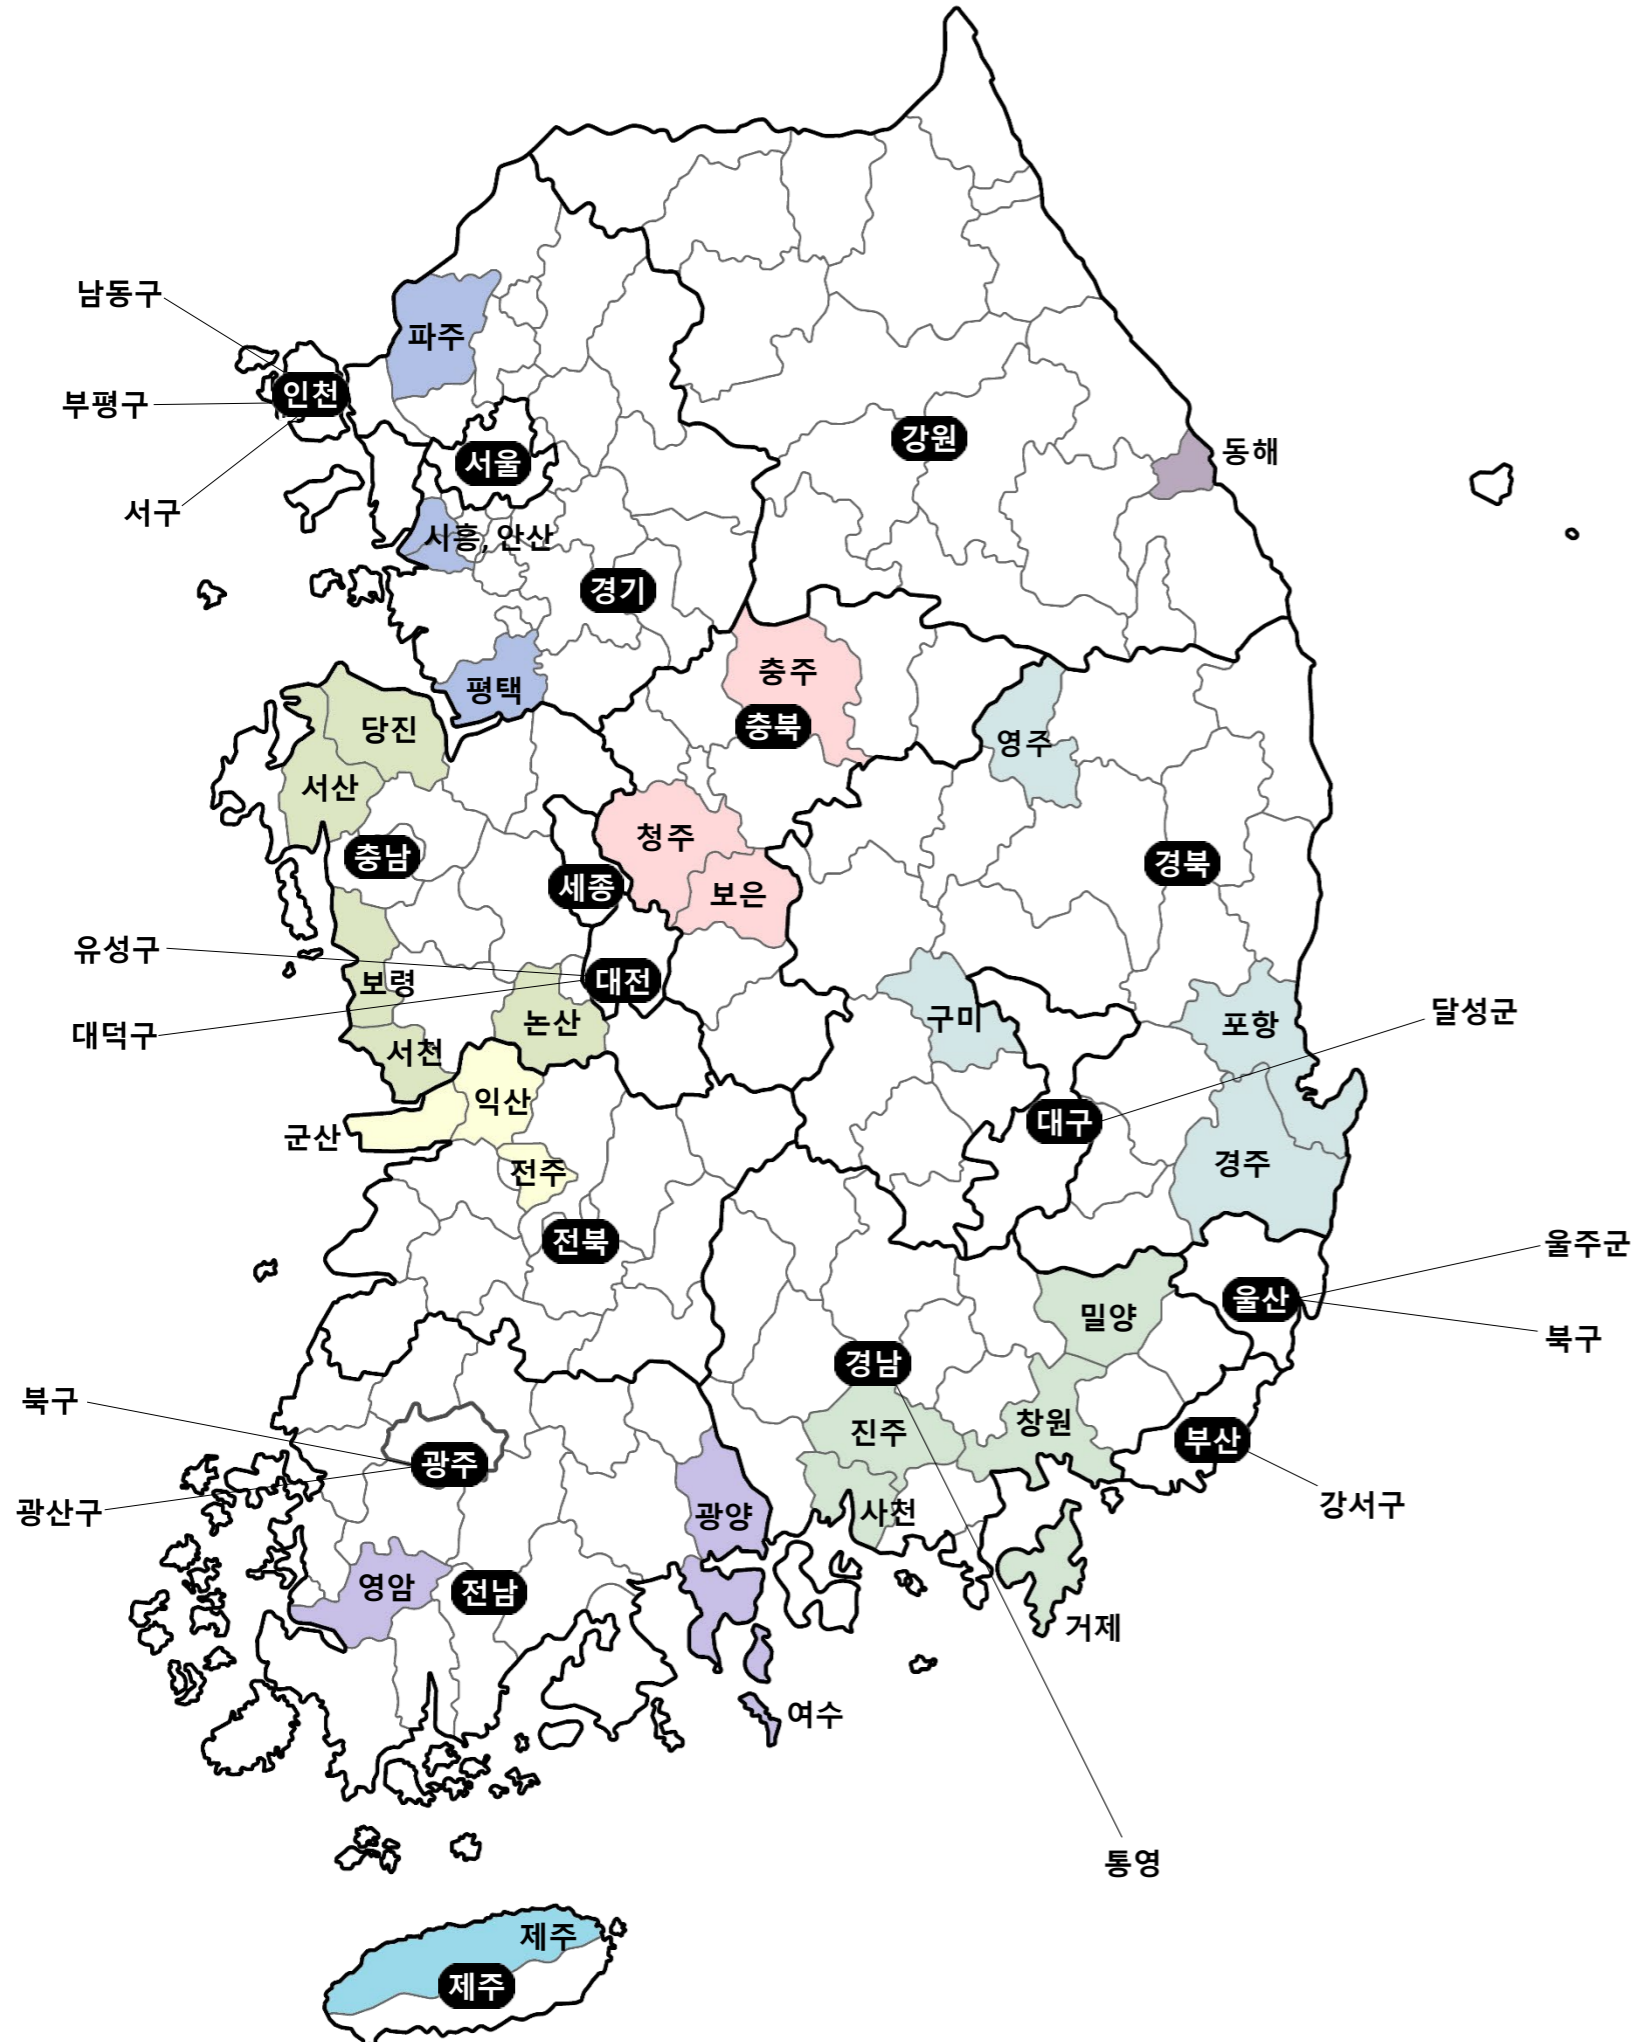 남동구
파주
인천
부평구
강원
동해
서울
서구
시흥, 안산
경기
충주
평택
당진
충북
영주
서산
청주
충남
경북
세종
보은
유성구
대전
보령
달성군
구미
논산
포항
대덕구
서천
익산
대구
군산
경주
전주
전북
울주군
울산
밀양
북구
경남
북구
창원
진주
부산
광주
강서구
광산구
사천
광양
영암
전남
거제
여수
통영
제주
제주